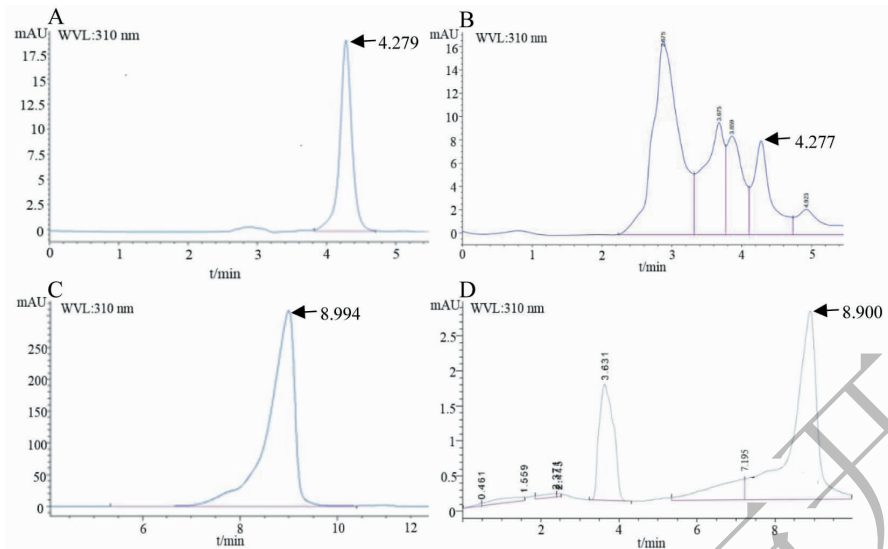 A
mAU
WVL:310 nm
4.279
17.5
15
12.5
10
7.5
5
2.5
0
0 1 2 3 4 5
t/min
B
mAU
WVL:310 nm
16
14
12
10
8
6
4
2
0
3.675
4.277
4.923
0 1 2 3 4 5
t/min
C
mAU
WVL:310 nm
8.994
250
200
150
100
50
0
6 8 10 12
t/min
D
mAU
WVL:310 nm
8.900
2.5
2
1.5
1
0.5
0
0.461
1.559
3.631
7.195
2 4 6 8
t/min